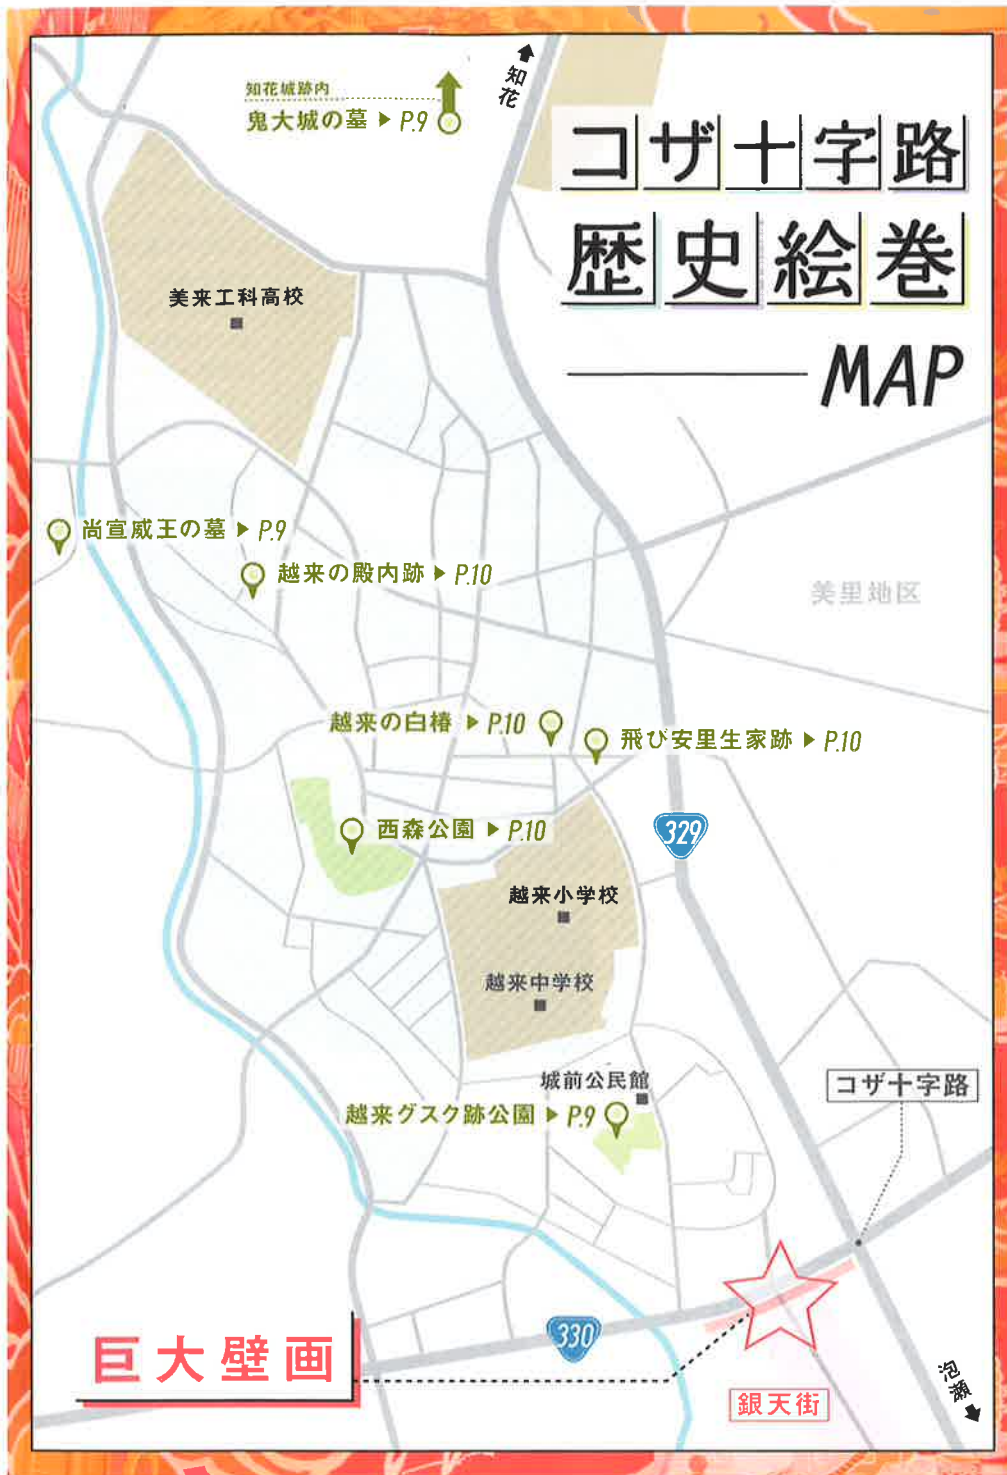 知花
知花城跡内
鬼大城の墓 ▶ P.9
コザ十字路
歴史絵巻
MAP
美来工科高校
尚宣威王の墓 ▶ P.9
越来の殿内跡 ▶ P.10
美里地区
越来の白椿 ▶ P.10
飛び安里生家跡 ▶ P.10
西森公園 ▶ P.10
329
越来小学校
越来中学校
城前公民館
コザ十字路
越来グスク跡公園 ▶ P.9
330
巨大壁画
銀天街
泡瀬